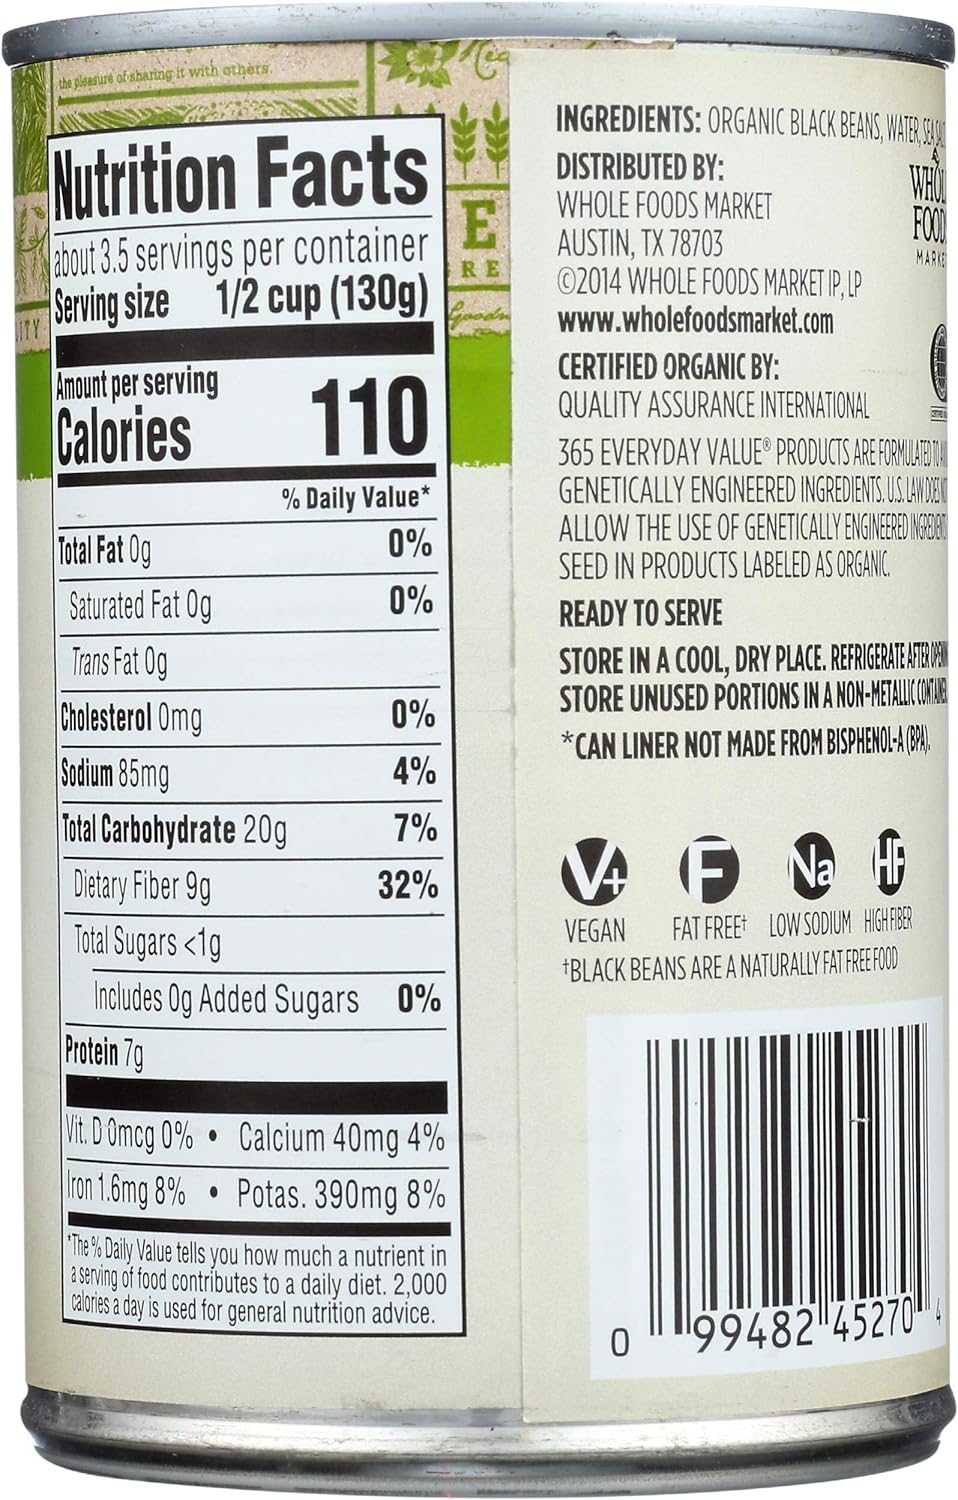 the pleasure of sharing it with others.
Nutrition Facts
about 3.5 servings per container
Serving size 1/2 cup (130g)
Amount per serving
Calories 110
% Daily Value*
Total Fat 0g 0%
Saturated Fat 0g 0%
Trans Fat 0g
Cholesterol 0mg 0%
Sodium 85mg 4%
Total Carbohydrate 20g 7%
Dietary Fiber 9g 32%
Total Sugars <1g
Includes 0g Added Sugars 0%
Protein 7g
Vit. D 0mcg 0% • Calcium 40mg 4%
Iron 1.6mg 8% • Potas. 390mg 8%
*The % Daily Value tells you how much a nutrient in
a serving of food contributes to a daily diet. 2,000
calories a day is used for general nutrition advice.
INGREDIENTS: ORGANIC BLACK BEANS, WATER, SEA SALT
DISTRIBUTED BY:
WHOLE FOODS MARKET
AUSTIN, TX 78703
©2014 WHOLE FOODS MARKET IP, LP
www.wholefoodsmarket.com
CERTIFIED ORGANIC BY:
QUALITY ASSURANCE INTERNATIONAL
365 EVERYDAY VALUE® PRODUCTS ARE FORMULATED TO
GENETICALLY ENGINEERED INGREDIENTS. U.S. LAW DOES
ALLOW THE USE OF GENETICALLY ENGINEERED
SEED IN PRODUCTS LABELED AS ORGANIC.
READY TO SERVE
STORE IN A COOL, DRY PLACE. REFRIGERATE AFTER
STORE UNUSED PORTIONS IN A NON-METALLIC
*CAN LINER NOT MADE FROM BISPHENOL-A (BPA).
WHOLE
FOODS
MARKET
V+ F Na HF
VEGAN FAT FREE† LOW SODIUM HIGH FIBER
†BLACK BEANS ARE A NATURALLY FAT FREE FOOD
0 99482 45270 4